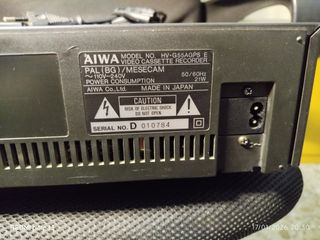 AIWA MODEL NO. HV-G55AGPS E
VIDEO CASSETTE RECORDER
PAL(BG)/MESECAM
~110V-240V 50/60Hz
POWER CONSUMPTION 21W
AIWA Co.,Ltd. MADE IN JAPAN
CAUTION
RISK OF ELECTRIC SHOCK
DO NOT OPEN
SERIAL NO. D 010784
17/01/2026 20:10